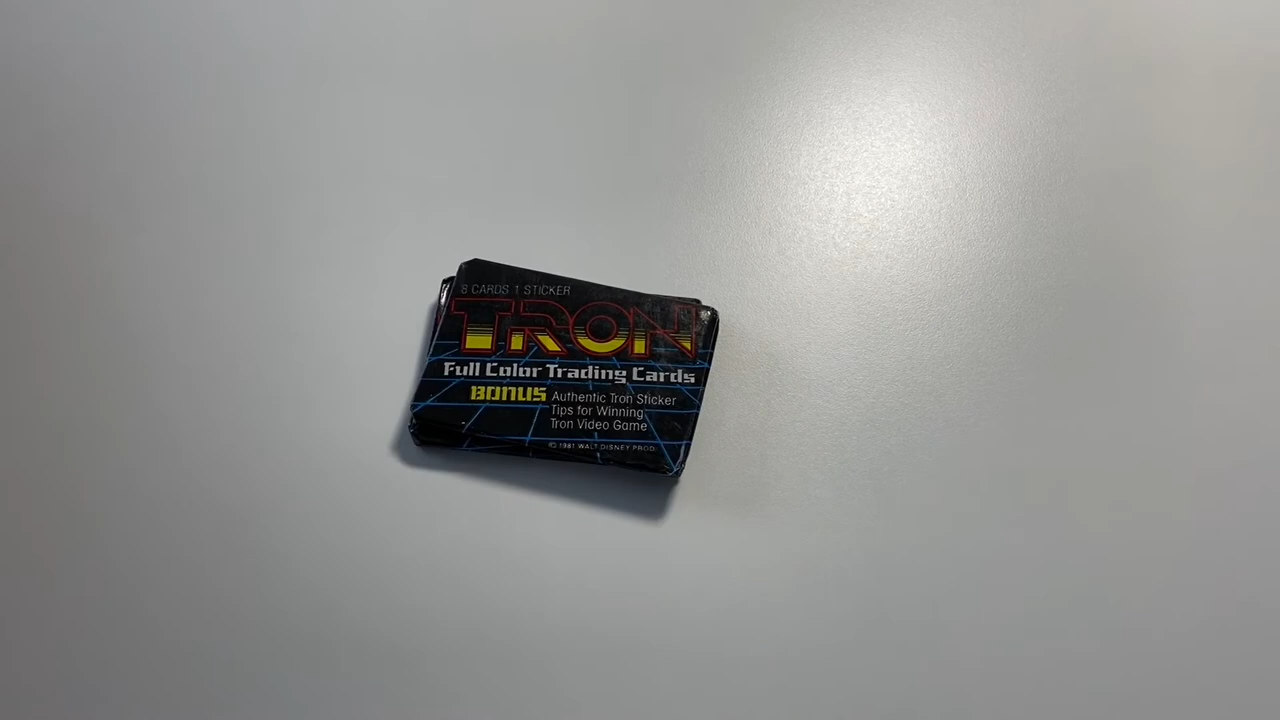 8 CARDS 1 STICKER
TRON
Full Color Trading Cards
BONUS Authentic Tron Sticker
Tips for Winning
Tron Video Game
© 1981 WALT DISNEY PROD.